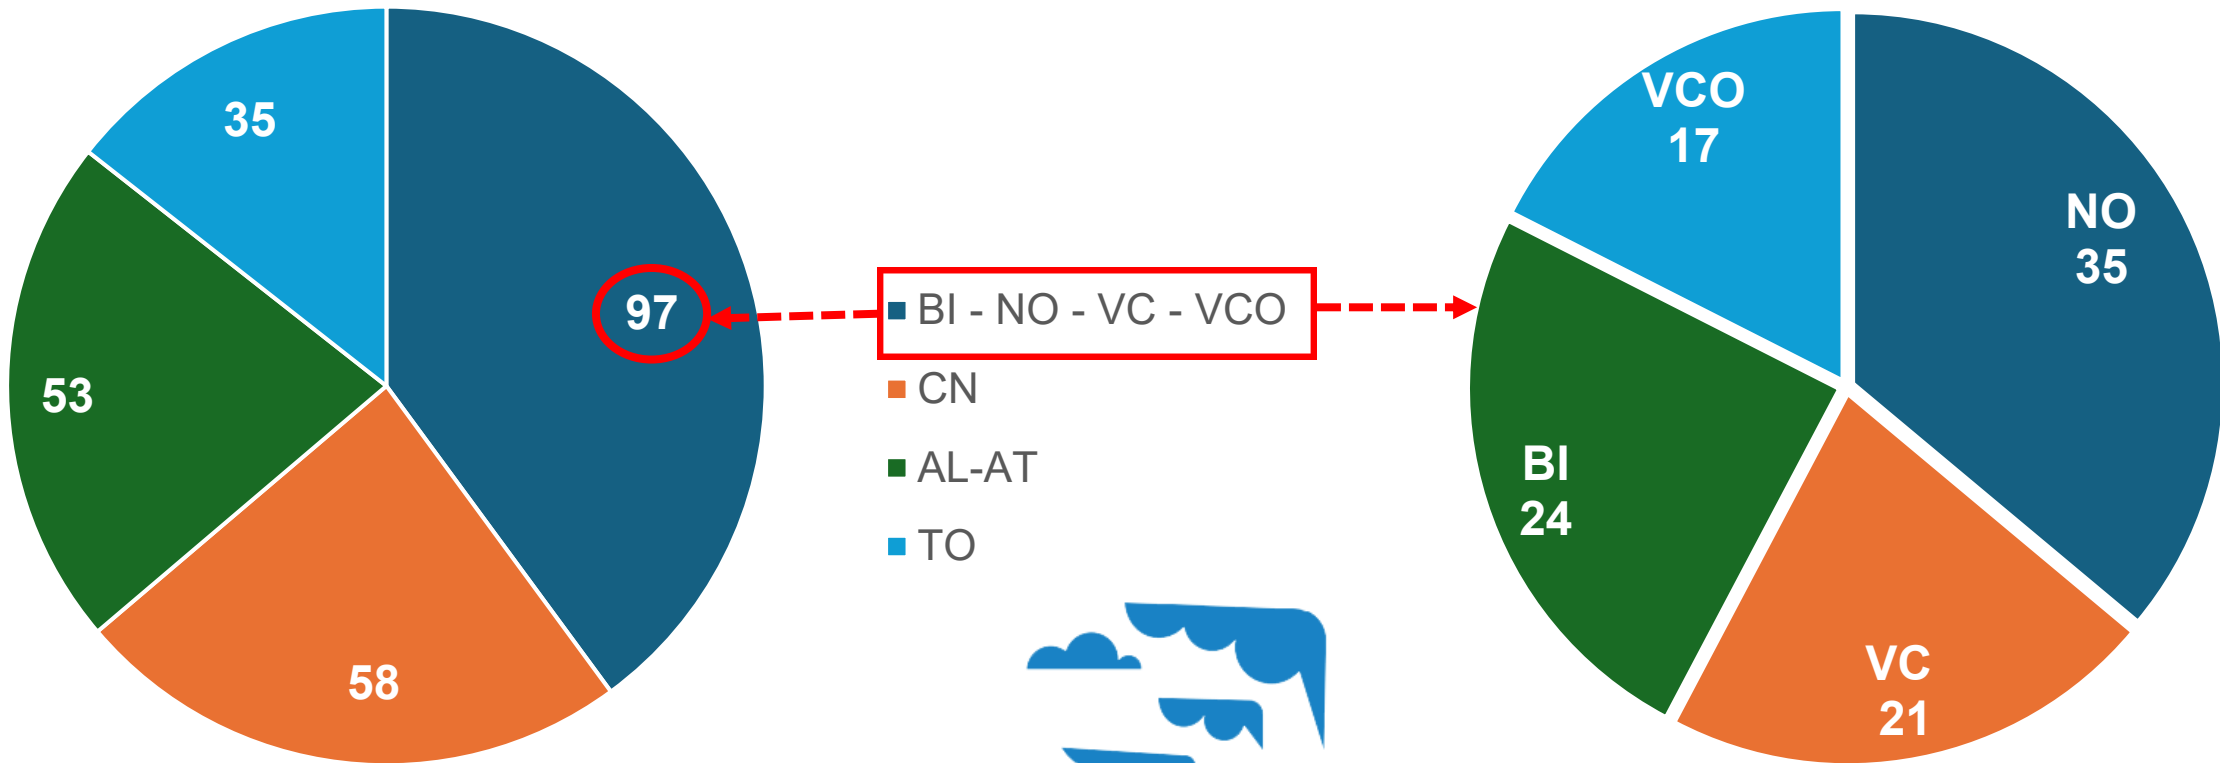 35
97
53
58
BI - NO - VC - VCO
CN
AL-AT
TO
VCO
17
NO
35
BI
24
VC
21